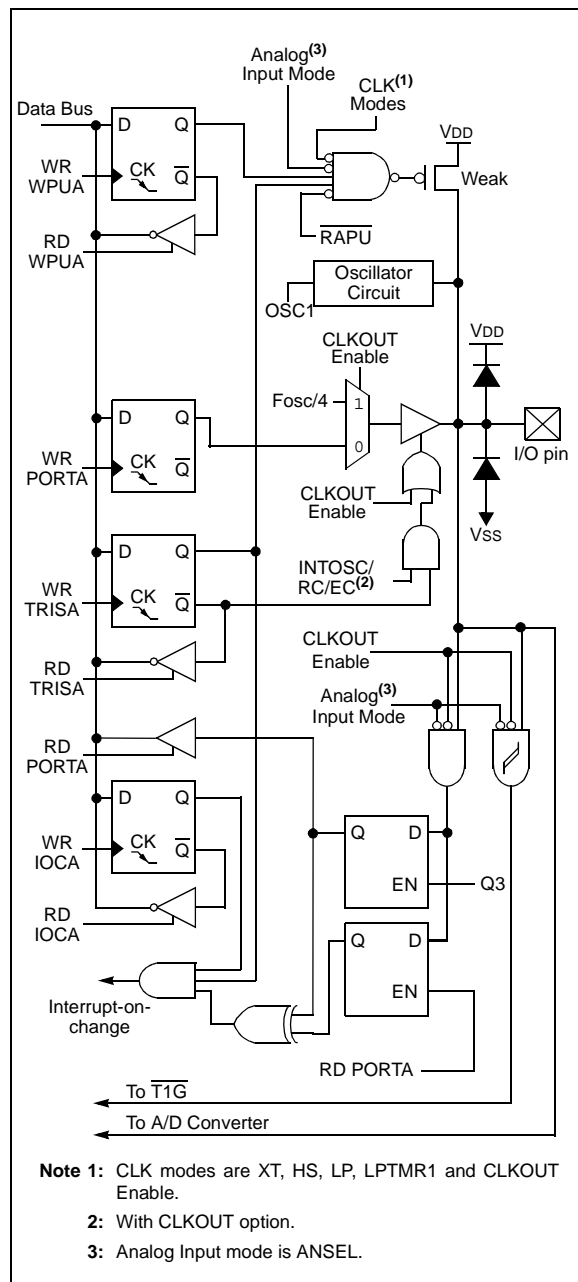 Analog(3)
Input Mode
CLK(1)
Modes
Data Bus
D Q
VDD
WR
WPUA
CK Q
Weak
RD
WPUA
RAPU
Oscillator
Circuit
OSC1
CLKOUT
Enable
VDD
Fosc/4
1
D Q
0
I/O pin
WR
PORTA
CK Q
CLKOUT
Enable
VSS
D Q
INTOSC/
RC/EC(2)
WR
TRISA
CK Q
CLKOUT
Enable
RD
TRISA
Analog(3)
Input Mode
RD
PORTA
D Q
Q D
WR
IOCA
CK Q
EN
Q3
RD
IOCA
Q D
EN
Interrupt-on-
change
RD PORTA
To T1G
To A/D Converter
Note 1: CLK modes are XT, HS, LP, LPTMR1 and CLKOUT
Enable.
2: With CLKOUT option.
3: Analog Input mode is ANSEL.